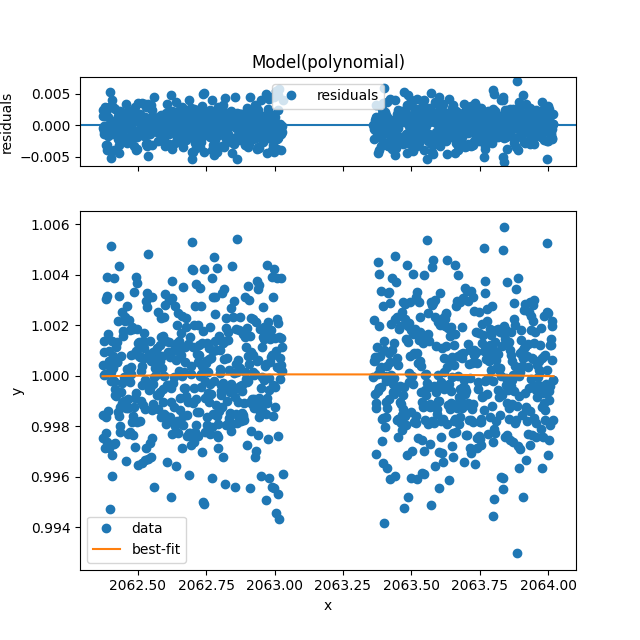 Model(polynomial)
residuals
0.005
0.000
−0.005
residuals
y
1.006
1.004
1.002
1.000
0.998
0.996
0.994
data
best-fit
2062.50 2062.75 2063.00 2063.25 2063.50 2063.75 2064.00
x